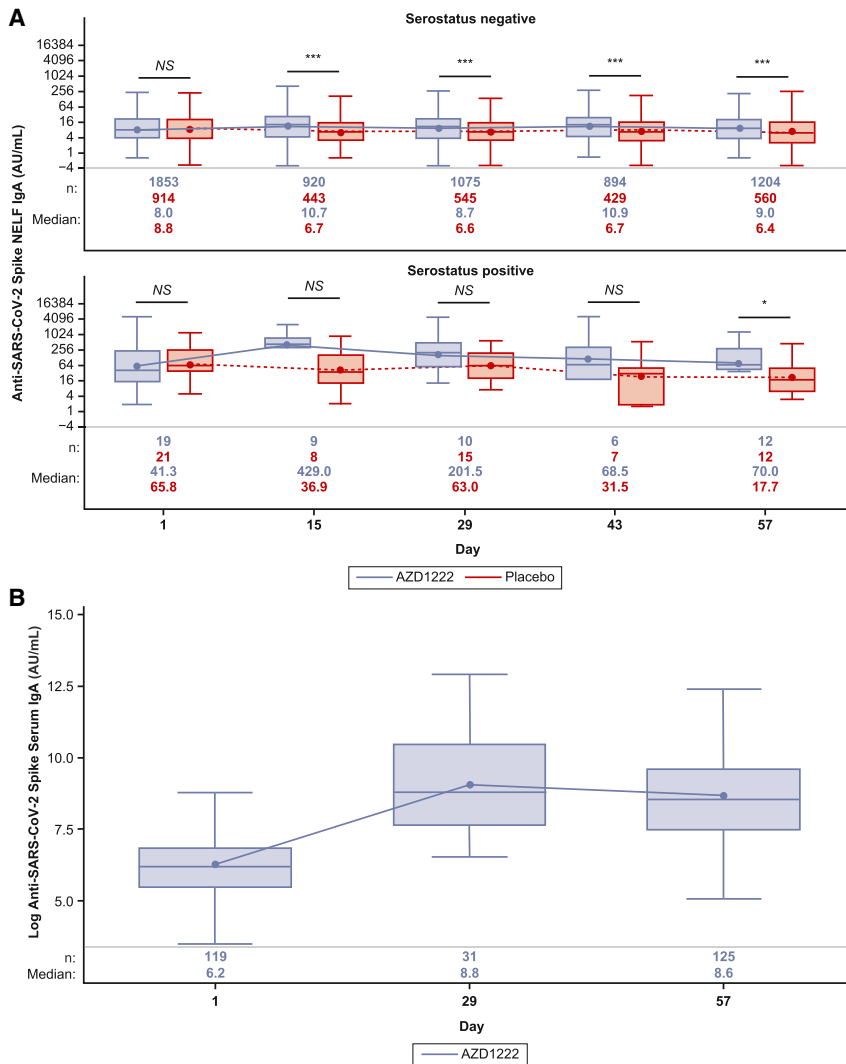 A
Serostatus negative
Anti-SARS-CoV-2 Spike NELF IgA (AU/mL)
16384
4096
1024
256
64
16
4
1
−4
NS
***
***
***
***
n:
1853 920 1075 894 1204
914 443 545 429 560
Median:
8.0 10.7 8.7 10.9 9.0
8.8 6.7 6.6 6.7 6.4
Serostatus positive
16384
4096
1024
256
64
16
4
1
−4
NS
NS
NS
NS
*
n:
19 9 10 6 12
21 8 15 7 12
Median:
41.3 429.0 201.5 68.5 70.0
65.8 36.9 63.0 31.5 17.7
1 15 29 43 57
Day
AZD1222 Placebo
B
Log Anti-SARS-CoV-2 Spike Serum IgA (AU/mL)
15.0
12.5
10.0
7.5
5.0
n: 119 31 125
Median: 6.2 8.8 8.6
1 29 57
Day
AZD1222